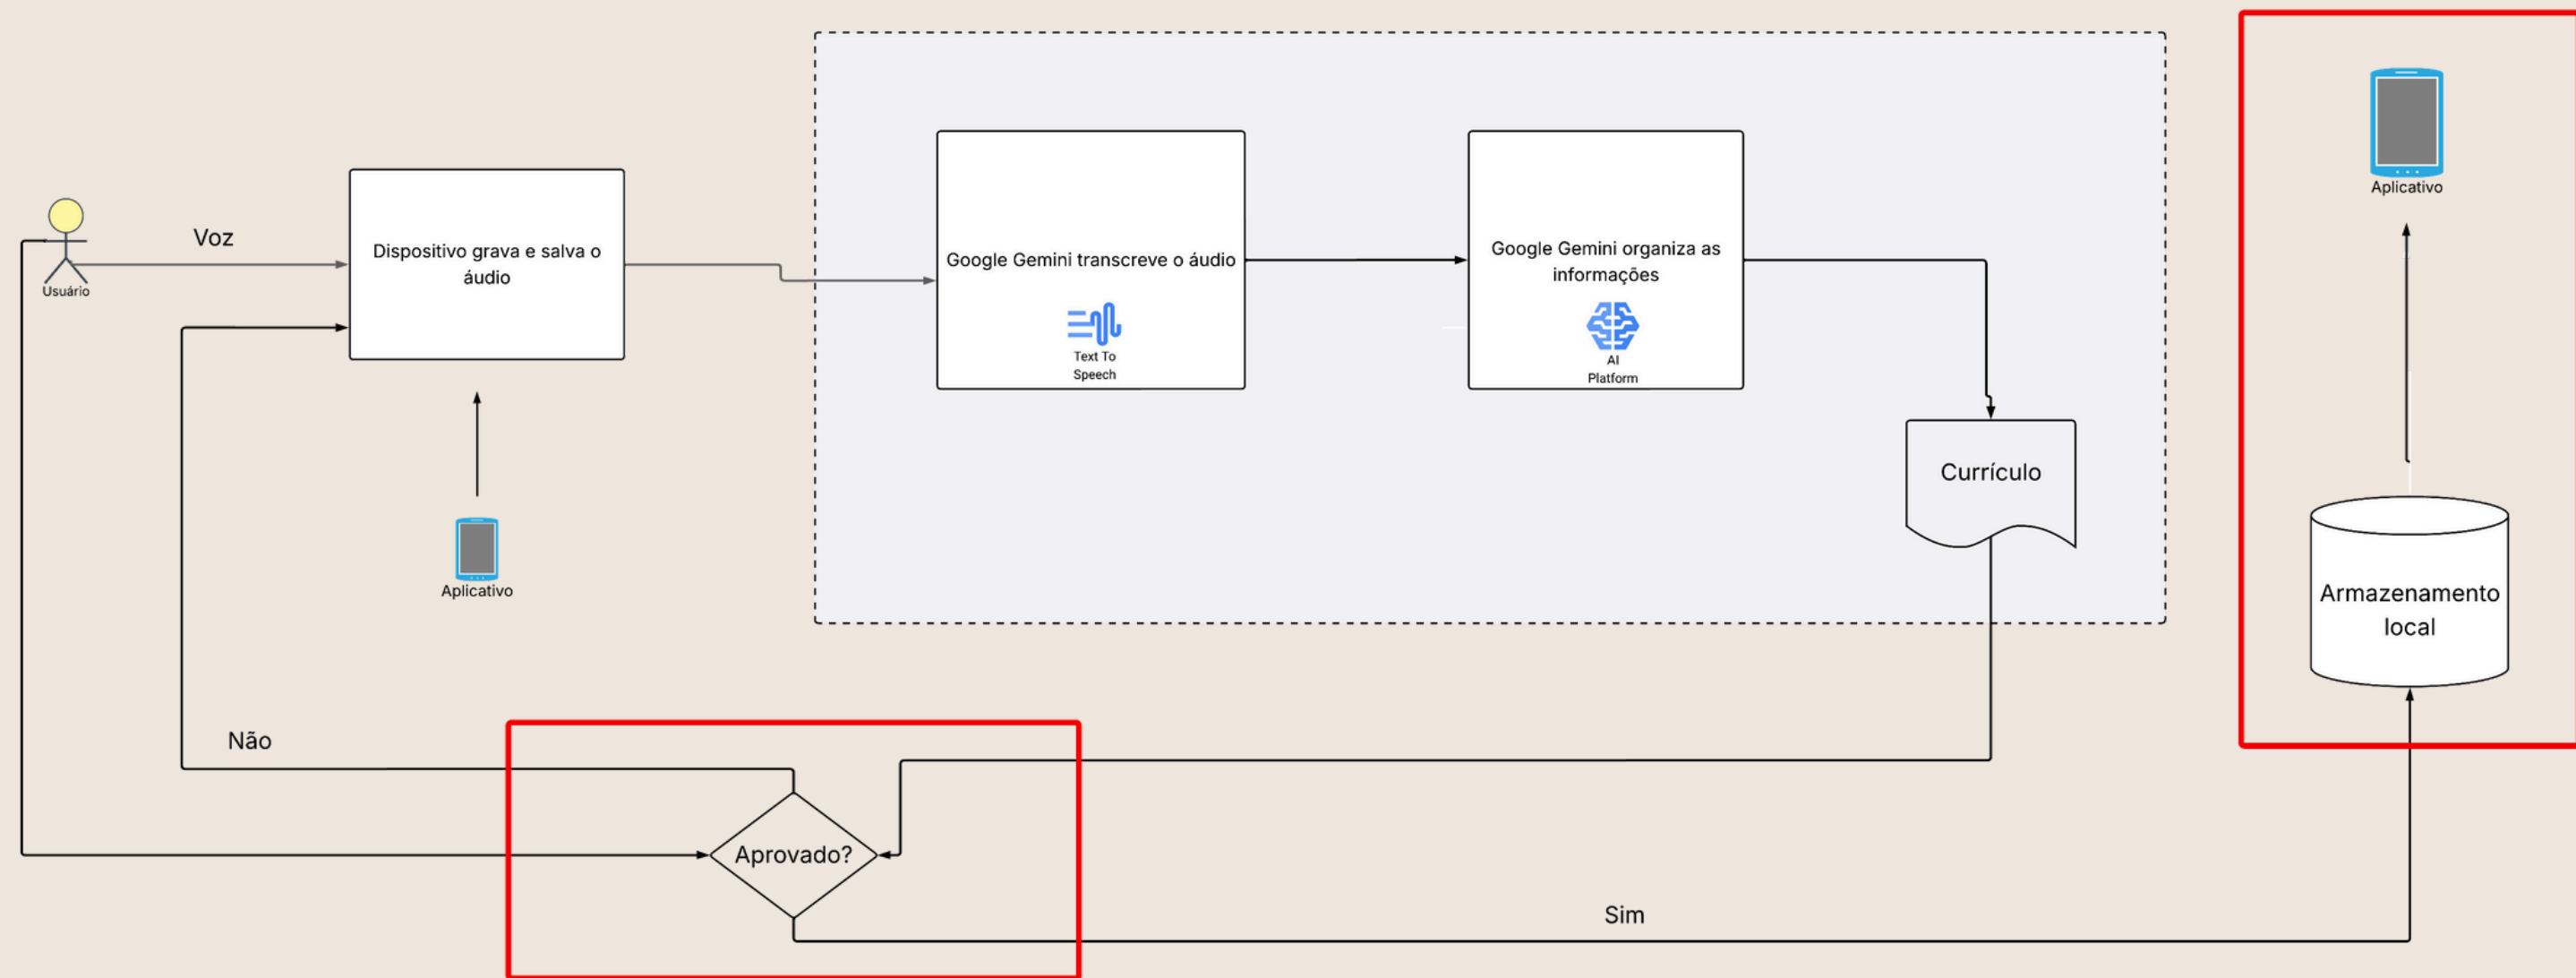 Voz
Usuário
Dispositivo grava e salva o
áudio
Aplicativo
Google Gemini transcreve o áudio
Text To
Speech
Google Gemini organiza as
informações
AI
Platform
Currículo
Aplicativo
Armazenamento
local
Não
Aprovado?
Sim